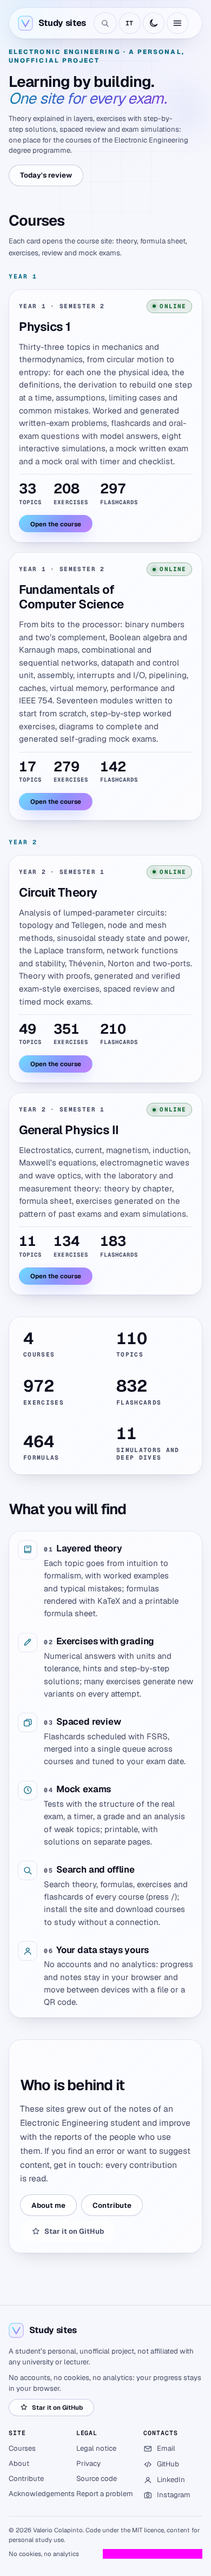 Study sites
IT
ELECTRONIC ENGINEERING · A PERSONAL,
UNOFFICIAL PROJECT
Learning by building.
One site for every exam.
Theory explained in layers, exercises with step-by-
step solutions, spaced review and exam simulations:
one place for the courses of the Electronic Engineering
degree programme.
Today's review
Courses
Each card opens the course site: theory, formula sheet,
exercises, review and mock exams.
YEAR 1
YEAR 1 · SEMESTER 2
ONLINE
Physics 1
Thirty-three topics in mechanics and
thermodynamics, from circular motion to
entropy: for each one the physical idea, the
definitions, the derivation to rebuild one step
at a time, assumptions, limiting cases and
common mistakes. Worked and generated
written-exam problems, flashcards and oral-
exam questions with model answers, eight
interactive simulations, a mock written exam
and a mock oral with timer and checklist.
33 208 297
TOPICS EXERCISES FLASHCARDS
Open the course
YEAR 1 · SEMESTER 2
ONLINE
Fundamentals of
Computer Science
From bits to the processor: binary numbers
and two's complement, Boolean algebra and
Karnaugh maps, combinational and
sequential networks, datapath and control
unit, assembly, interrupts and I/O, pipelining,
caches, virtual memory, performance and
IEEE 754. Seventeen modules written to
start from scratch, step-by-step worked
exercises, diagrams to complete and
generated self-grading mock exams.
17 279 142
TOPICS EXERCISES FLASHCARDS
Open the course
YEAR 2
YEAR 2 · SEMESTER 1
ONLINE
Circuit Theory
Analysis of lumped-parameter circuits:
topology and Tellegen, node and mesh
methods, sinusoidal steady state and power,
the Laplace transform, network functions
and stability, Thévenin, Norton and two-ports.
Theory with proofs, generated and verified
exam-style exercises, spaced review and
timed mock exams.
49 351 210
TOPICS EXERCISES FLASHCARDS
Open the course
YEAR 2 · SEMESTER 1
ONLINE
General Physics II
Electrostatics, current, magnetism, induction,
Maxwell's equations, electromagnetic waves
and wave optics, with the laboratory and
measurement theory: theory by chapter,
formula sheet, exercises generated on the
pattern of past exams and exam simulations.
11 134 183
TOPICS EXERCISES FLASHCARDS
Open the course
4 110
COURSES TOPICS
972 832
EXERCISES FLASHCARDS
464 11
FORMULAS SIMULATORS AND
DEEP DIVES
What you will find
01 Layered theory
Each topic goes from intuition to
formalism, with worked examples
and typical mistakes; formulas
rendered with KaTeX and a printable
formula sheet.
02 Exercises with grading
Numerical answers with units and
tolerance, hints and step-by-step
solutions; many exercises generate new
variants on every attempt.
03 Spaced review
Flashcards scheduled with FSRS,
merged into a single queue across
courses and tuned to your exam date.
04 Mock exams
Tests with the structure of the real
exam, a timer, a grade and an analysis
of weak topics; printable, with
solutions on separate pages.
05 Search and offline
Search theory, formulas, exercises and
flashcards of every course (press /);
install the site and download courses
to study without a connection.
06 Your data stays yours
No accounts and no analytics: progress
and notes stay in your browser and
move between devices with a file or a
QR code.
Who is behind it
These sites grew out of the notes of an
Electronic Engineering student and improve
with the reports of the people who use
them. If you find an error or want to suggest
content, get in touch: every contribution
is read.
About me
Contribute
Star it on GitHub
Study sites
A student's personal, unofficial project, not affiliated with
any university or lecturer.
No accounts, no cookies, no analytics: your progress stays
in your browser.
Star it on GitHub
SITE LEGAL CONTACTS
Courses Legal notice Email
About Privacy GitHub
Contribute Source code LinkedIn
Acknowledgements Report a problem Instagram
© 2026 Valerio Colapinto. Code under the MIT licence, content for
personal study use.
No cookies, no analytics